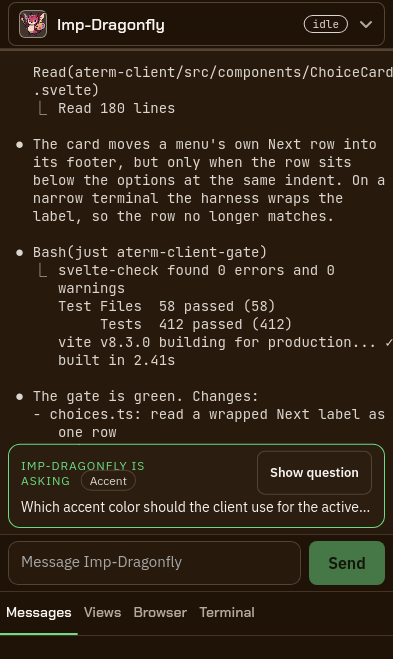 Imp-Dragonfly
idle
Read(aterm-client/src/components/ChoiceCard
.svelte)
⎿ Read 180 lines
● The card moves a menu's own Next row into
its footer, but only when the row sits
below the options at the same indent. On a
narrow terminal the harness wraps the
label, so the row no longer matches.
● Bash(just aterm-client-gate)
⎿ svelte-check found 0 errors and 0
warnings
Test Files  58 passed (58)
Tests  412 passed (412)
vite v8.3.0 building for production... ✓
built in 2.41s
● The gate is green. Changes:
- choices.ts: read a wrapped Next label as
one row
IMP-DRAGONFLY IS
ASKING Accent
Show question
Which accent color should the client use for the active...
Message Imp-Dragonfly
Send
Messages Views Browser Terminal